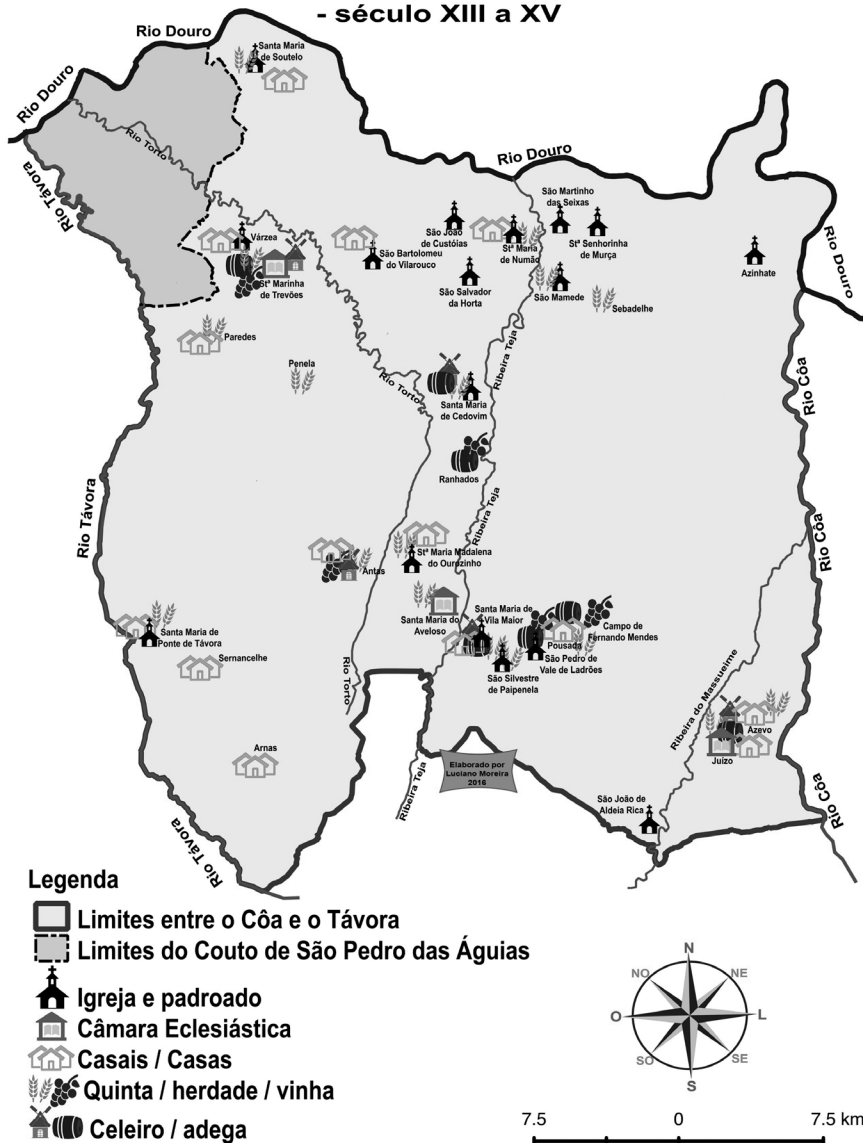 - século XIII a XV
Rio Douro
Santa Maria
de Soutelo
Rio Douro
Rio Torto
Rio Távora
Rio Douro
São Martinho
das Seixas
Várzea
São João
de Custóias
Stª Maria
de Numão
Stª Senhorinha
de Murça
Rio Douro
São Bartolomeu
do Vilarouco
Azinhate
Stª Marinha
de Trevões
São Salvador
da Horta
São Mamede
Sebadelhe
Paredes
Penela
Rio Torto
Ribeira Teja
Rio Côa
Santa Maria
de Cedovim
Ranhados
Rio Távora
Ribeira Teja
Rio Côa
Stª Maria Madalena
do Ourozinho
Antas
Santa Maria do
Aveloso
Santa Maria de
Vila Maior
Campo de
Fernando Mendes
Santa Maria de
Ponte de Távora
Pousada
São Pedro de
Vale de Ladrões
Sernancelhe
São Silvestre
de Paipenela
Rio Torto
Ribeira do Massueime
Azevo
Arnas
Juizo
Elaborado por
Luciano Moreira
2016
Ribeira Teja
São João de
Aldeia Rica
Rio Côa
Rio Távora
Legenda
Limites entre o Côa e o Távora
Limites do Couto de São Pedro das Águias
Igreja e padroado
Câmara Eclesiástica
Casais / Casas
Quinta / herdade / vinha
Celeiro / adega
N
NO
NE
O
L
SO
SE
S
7.5
0
7.5 km